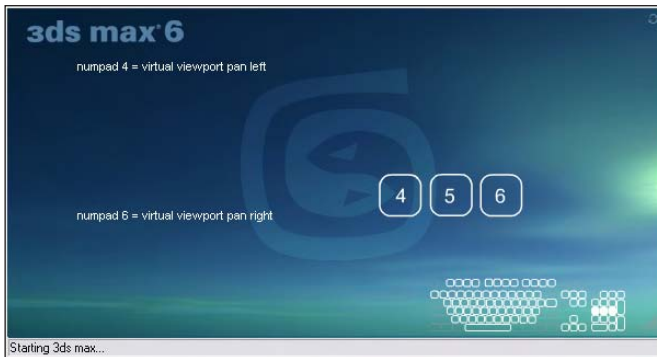 3ds max® 6
numpad 4 = virtual viewport pan left
4 5 6
numpad 6 = virtual viewport pan right
Starting 3ds max...